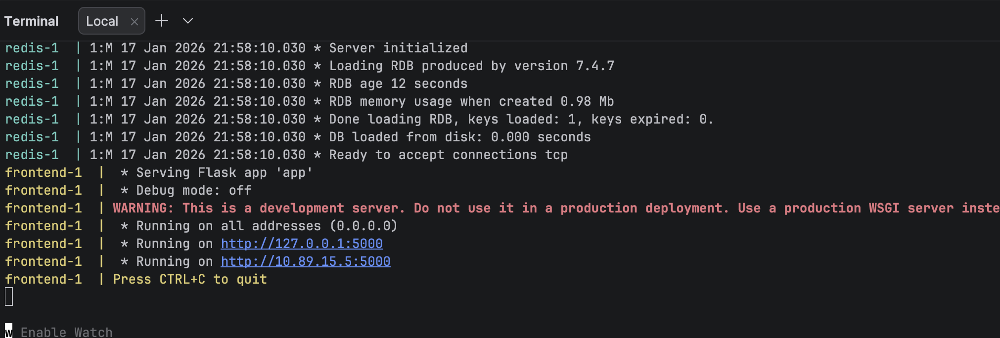 Terminal Local
redis-1 | 1:M 17 Jan 2026 21:58:10.030 * Server initialized
redis-1 | 1:M 17 Jan 2026 21:58:10.030 * Loading RDB produced by version 7.4.7
redis-1 | 1:M 17 Jan 2026 21:58:10.030 * RDB age 12 seconds
redis-1 | 1:M 17 Jan 2026 21:58:10.030 * RDB memory usage when created 0.98 Mb
redis-1 | 1:M 17 Jan 2026 21:58:10.030 * Done loading RDB, keys loaded: 1, keys expired: 0.
redis-1 | 1:M 17 Jan 2026 21:58:10.030 * DB loaded from disk: 0.000 seconds
redis-1 | 1:M 17 Jan 2026 21:58:10.030 * Ready to accept connections tcp
frontend-1 | * Serving Flask app 'app'
frontend-1 | * Debug mode: off
frontend-1 | WARNING: This is a development server. Do not use it in a production deployment. Use a production WSGI server inste
frontend-1 | * Running on all addresses (0.0.0.0)
frontend-1 | * Running on http://127.0.0.1:5000
frontend-1 | * Running on http://10.89.15.5:5000
frontend-1 | Press CTRL+C to quit
w Enable Watch